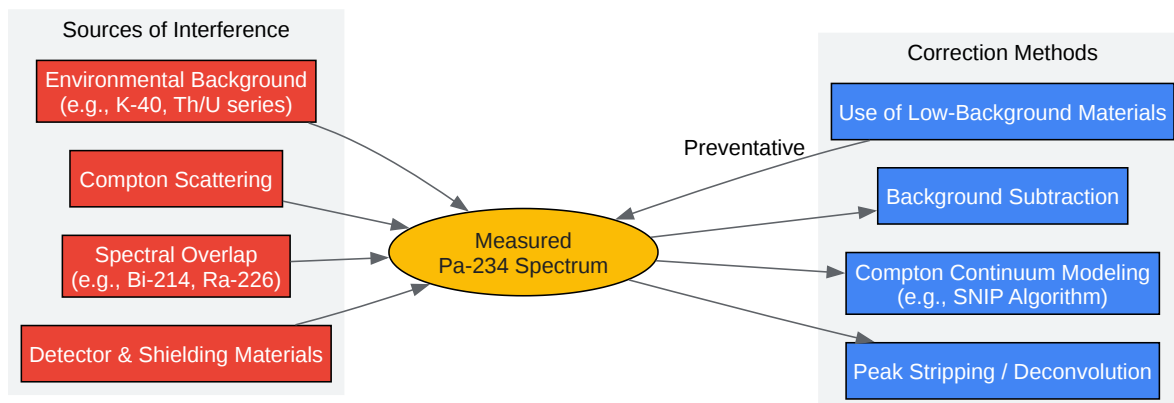 Sources of Interference
Environmental Background
(e.g., K-40, Th/U series)
Compton Scattering
Spectral Overlap
(e.g., Bi-214, Ra-226)
Detector & Shielding Materials
Measured
Pa-234 Spectrum
Preventative
Correction Methods
Use of Low-Background Materials
Background Subtraction
Compton Continuum Modeling
(e.g., SNIP Algorithm)
Peak Stripping / Deconvolution